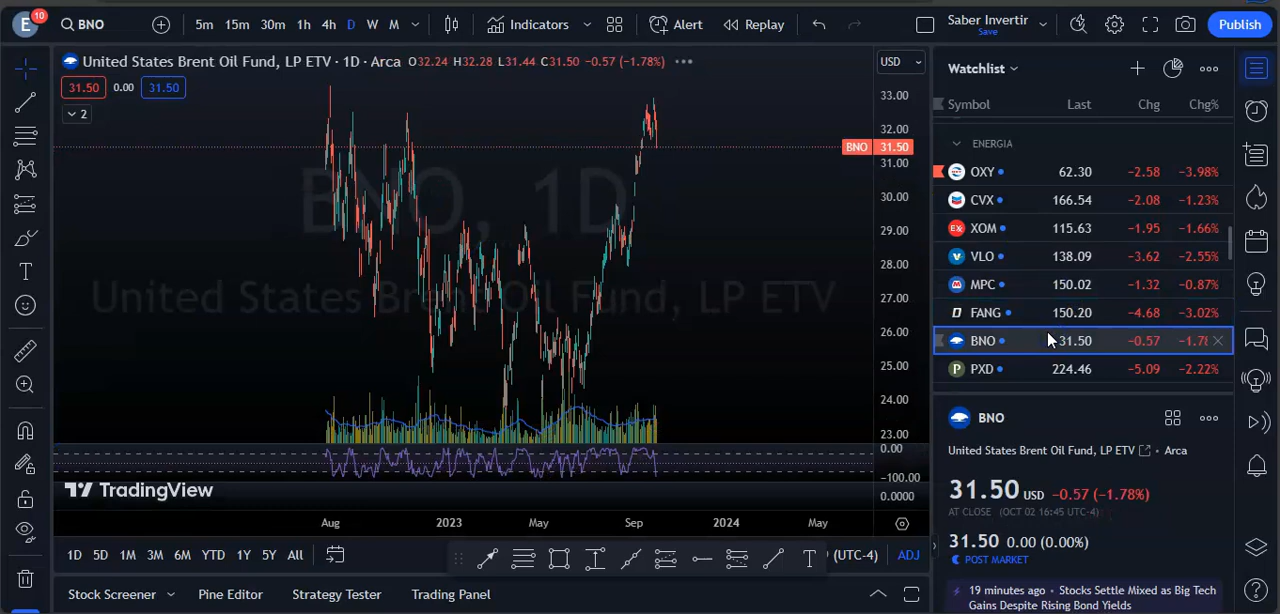 E 10 BNO 5m 15m 30m 1h 4h D W M Indicators Alert Replay Saber Invertir Save Publish
United States Brent Oil Fund, LP ETV · 1D · Arca O32.24 H32.28 L31.44 C31.50 -0.57 (-1.78%) USD
31.50 0.00 31.50
2
BNO, 1D
United States Brent Oil Fund, LP ETV
33.00
32.00
BNO 31.50
31.00
30.00
29.00
28.00
27.00
26.00
25.00
24.00
23.00
0.00
-100.00
0.0000
TradingView
Aug 2023 May Sep 2024 May
1D 5D 1M 3M 6M YTD 1Y 5Y All (UTC-4) ADJ
Stock Screener Pine Editor Strategy Tester Trading Panel
Watchlist
Symbol Last Chg Chg%
ENERGIA
OXY 62.30 -2.58 -3.98%
CVX 166.54 -2.08 -1.23%
XOM 115.63 -1.95 -1.66%
VLO 138.09 -3.62 -2.55%
MPC 150.02 -1.32 -0.87%
FANG 150.20 -4.68 -3.02%
BNO 31.50 -0.57 -1.78
PXD 224.46 -5.09 -2.22%
BNO
United States Brent Oil Fund, LP ETV · Arca
31.50 USD -0.57 (-1.78%)
AT CLOSE (OCT 02 16:45 UTC-4)
31.50 0.00 (0.00%)
POST MARKET
19 minutes ago · Stocks Settle Mixed as Big Tech
Gains Despite Rising Bond Yields